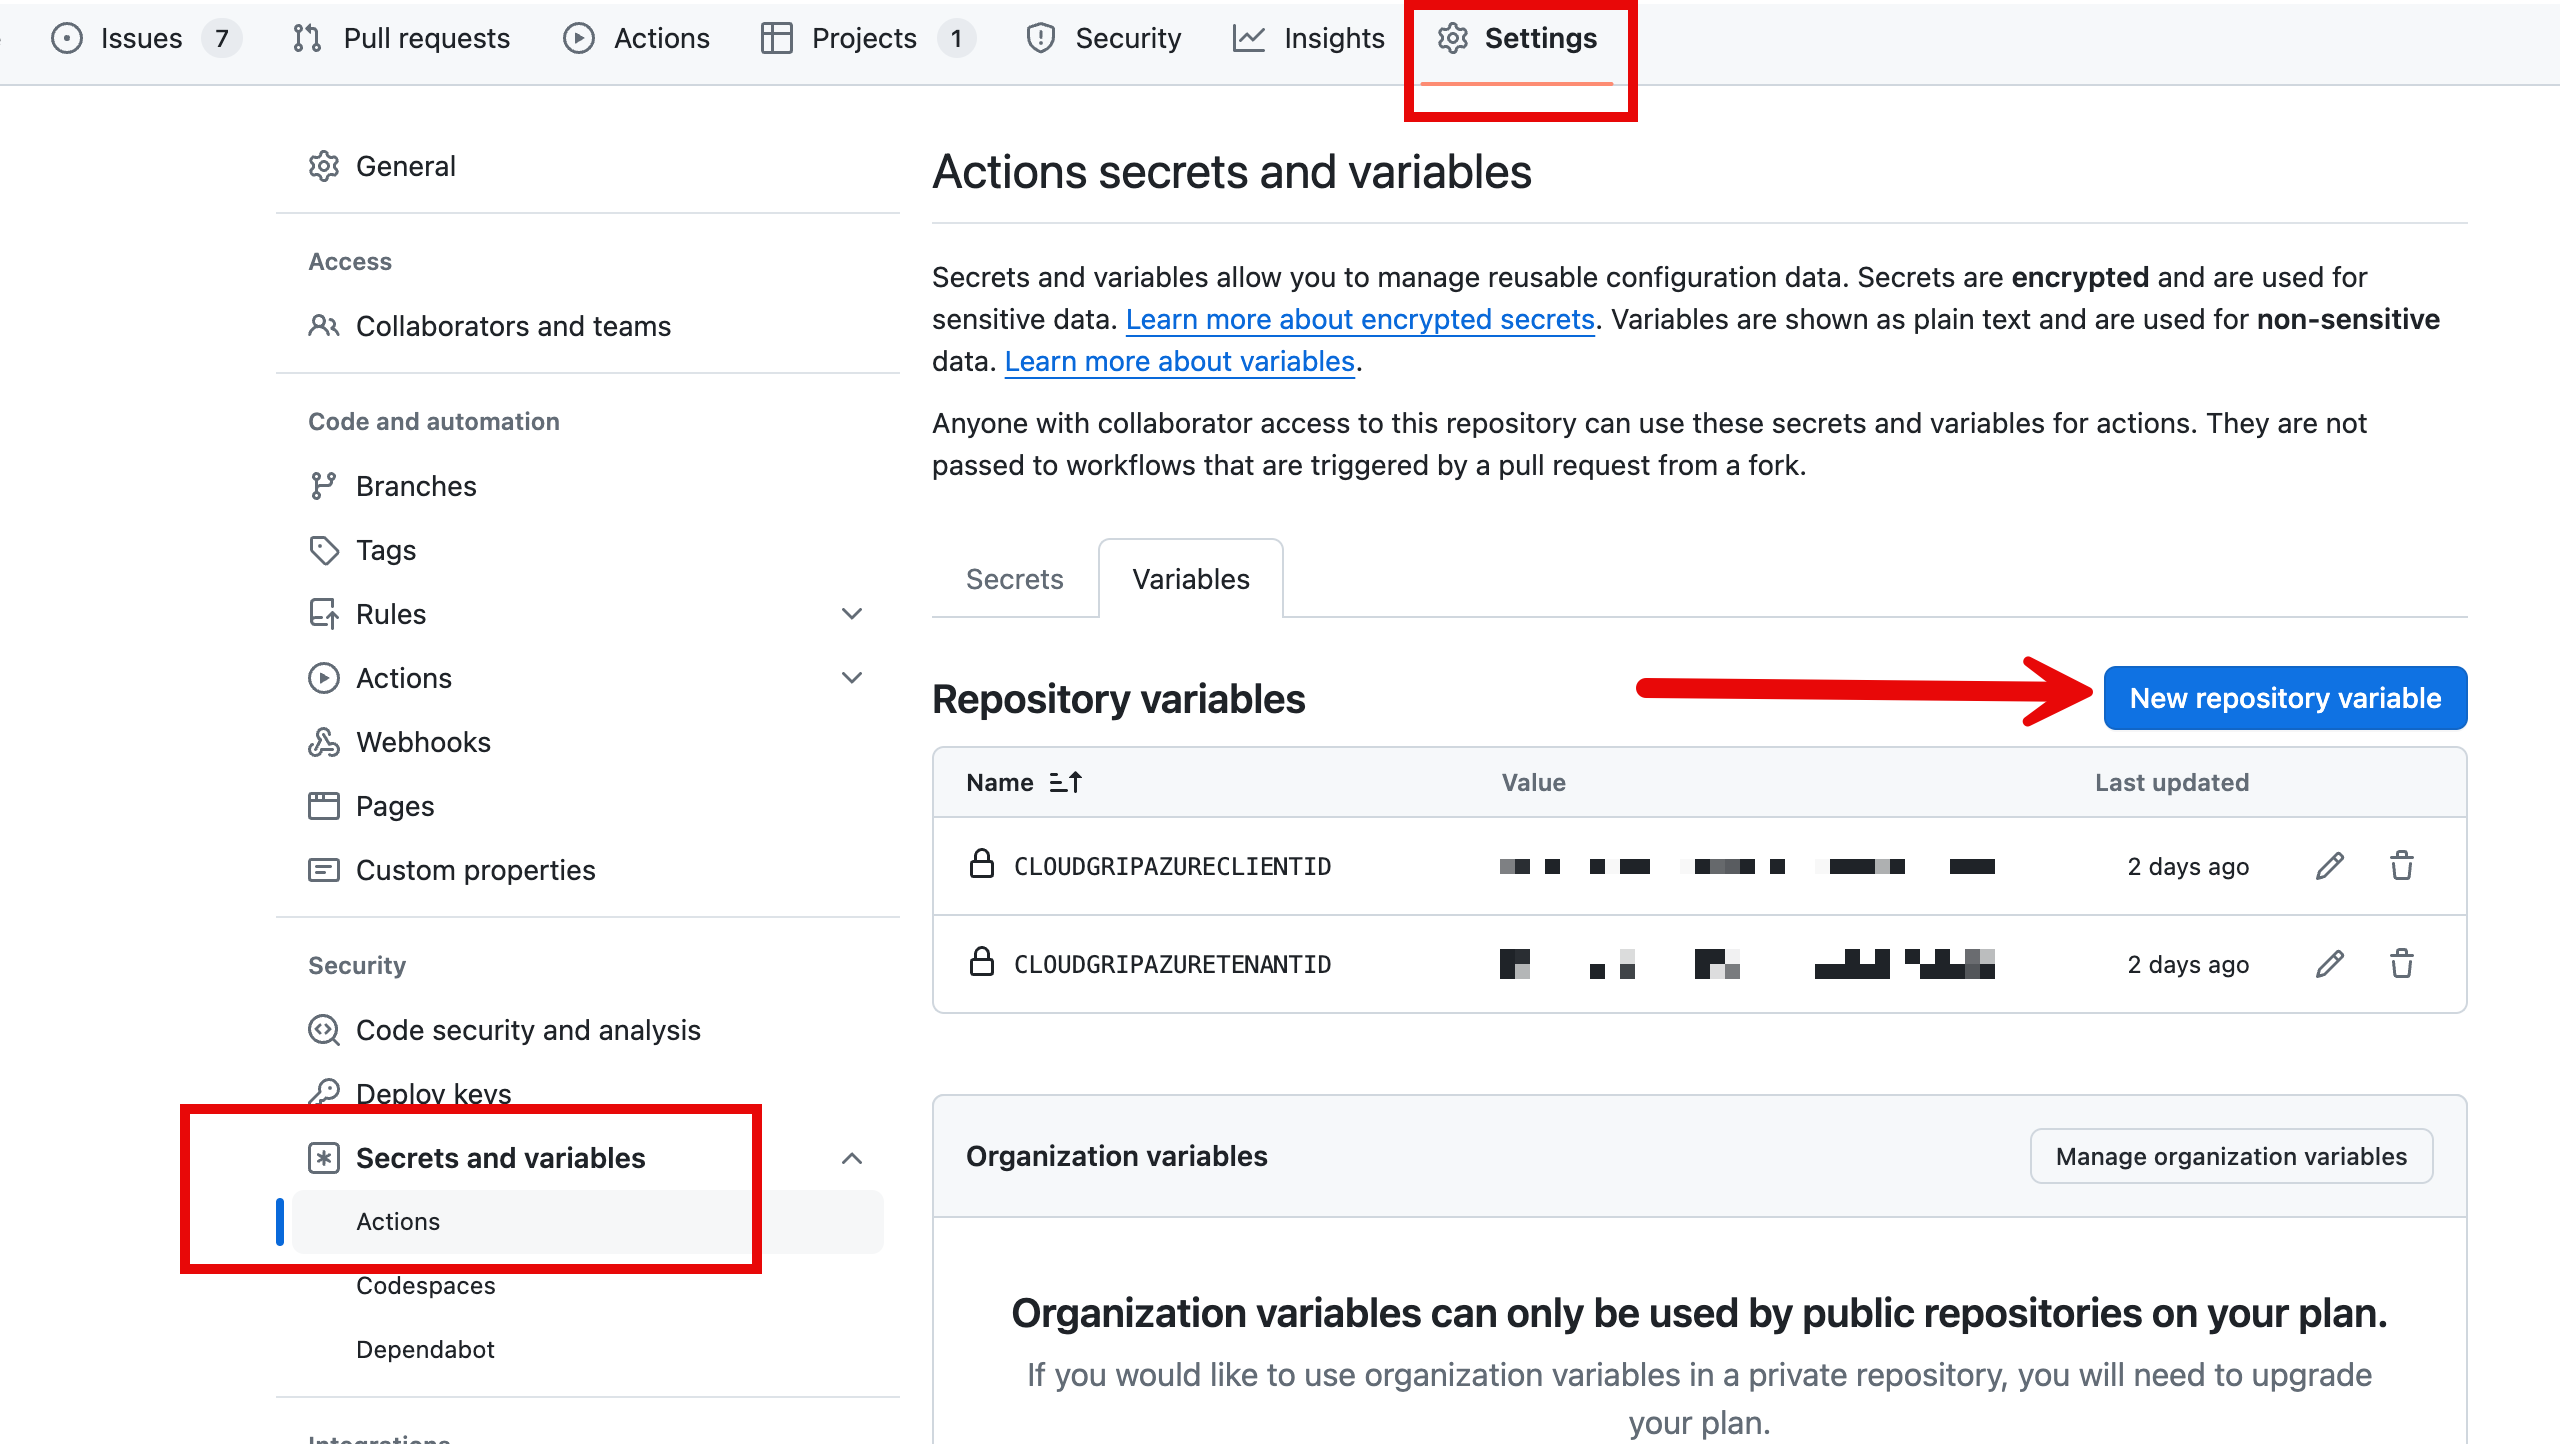 Issues 7 Pull requests Actions Projects 1 Security Insights Settings
General
Access
Collaborators and teams
Code and automation
Branches
Tags
Rules
Actions
Webhooks
Pages
Custom properties
Security
Code security and analysis
Deploy keys
Secrets and variables
Actions
Codespaces
Dependabot
Integrations
Actions secrets and variables
Secrets and variables allow you to manage reusable configuration data. Secrets are encrypted and are used for
sensitive data. Learn more about encrypted secrets. Variables are shown as plain text and are used for non-sensitive
data. Learn more about variables.
Anyone with collaborator access to this repository can use these secrets and variables for actions. They are not
passed to workflows that are triggered by a pull request from a fork.
Secrets Variables
Repository variables New repository variable
Name Value Last updated
CLOUDGRIPAZURECLIENTID 2 days ago
CLOUDGRIPAZURETENANTID 2 days ago
Organization variables Manage organization variables
Organization variables can only be used by public repositories on your plan.
If you would like to use organization variables in a private repository, you will need to upgrade
your plan.